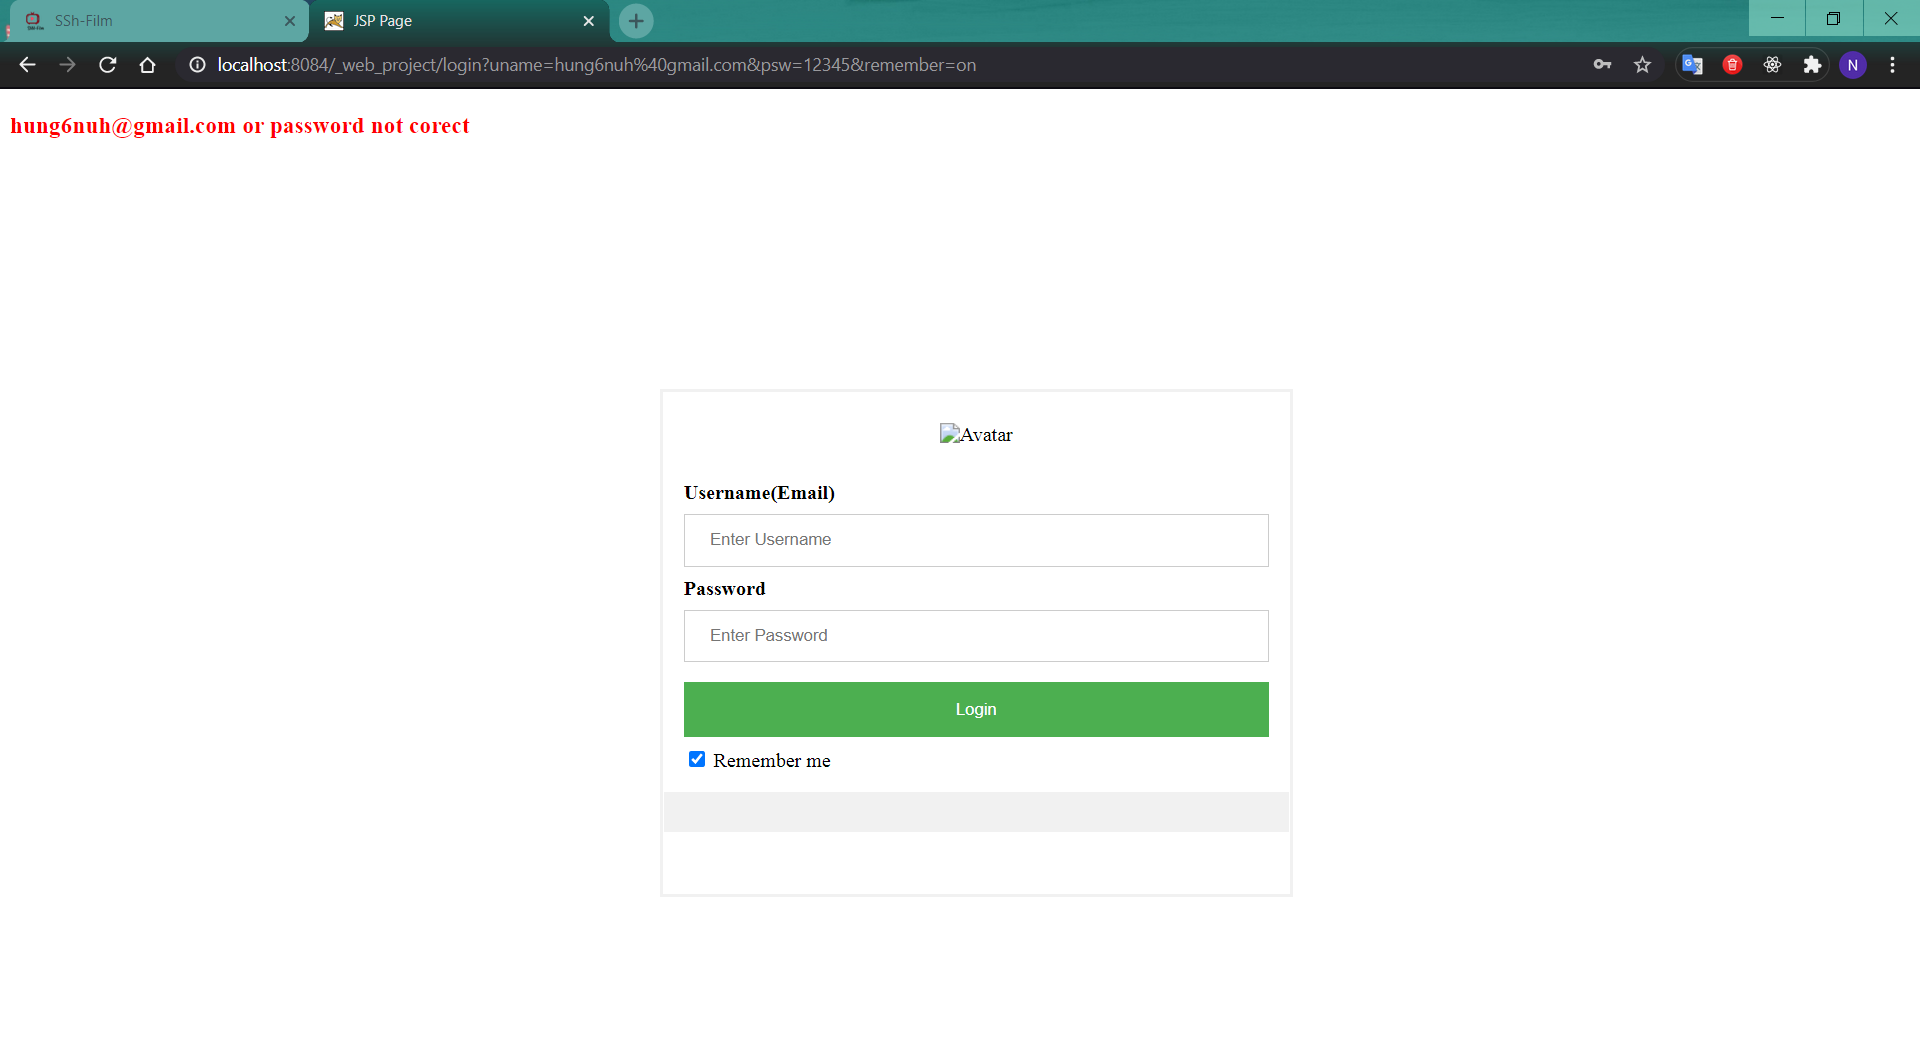 SSh-Film
JSP Page
localhost:8084/_web_project/login?uname=hung6nuh%40gmail.com&psw=12345&remember=on
N
hung6nuh@gmail.com or password not corect
Avatar
Username(Email)
Enter Username
Password
Enter Password
Login
Remember me